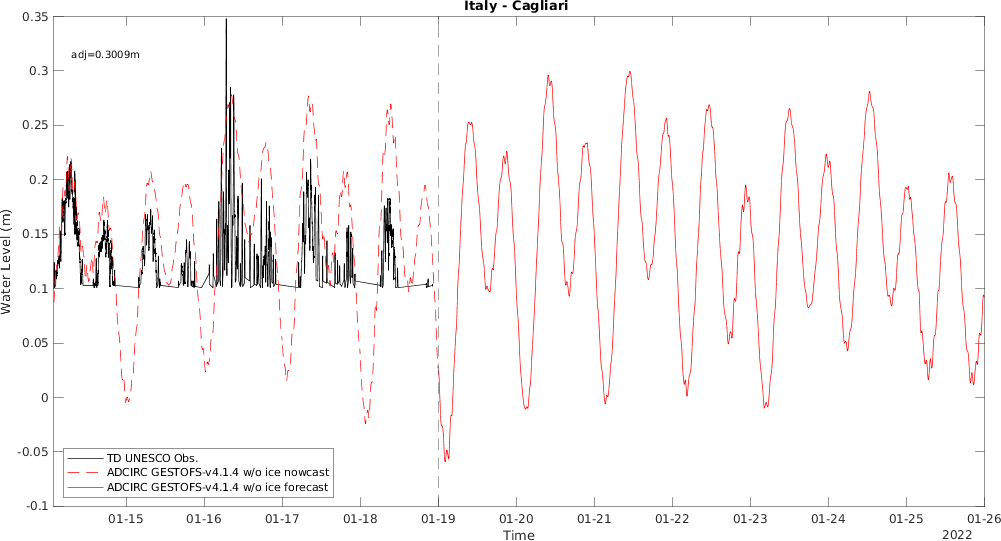 Italy - Cagliari
0.35
0.3
0.25
0.2
0.15
0.1
0.05
0
-0.05
-0.1
Water Level (m)
adj=0.3009m
TD UNESCO Obs.
ADCIRC GESTOFS-v4.1.4 w/o ice nowcast
ADCIRC GESTOFS-v4.1.4 w/o ice forecast
01-15 01-16 01-17 01-18 01-19 01-20 01-21 01-22 01-23 01-24 01-25 01-26
Time
2022